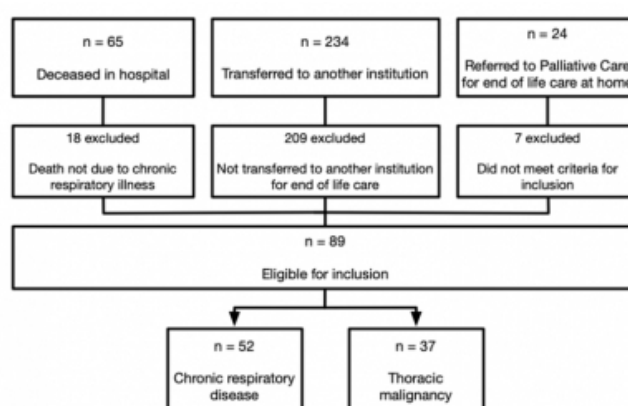 n = 65
Deceased in hospital
n = 234
Transferred to another institution
n = 24
Referred to Palliative Care
for end of life care at home
18 excluded
Death not due to chronic
respiratory illness
209 excluded
Not transferred to another institution
for end of life care
7 excluded
Did not meet criteria for
inclusion
n = 89
Eligible for inclusion
n = 52
Chronic respiratory
disease
n = 37
Thoracic
malignancy